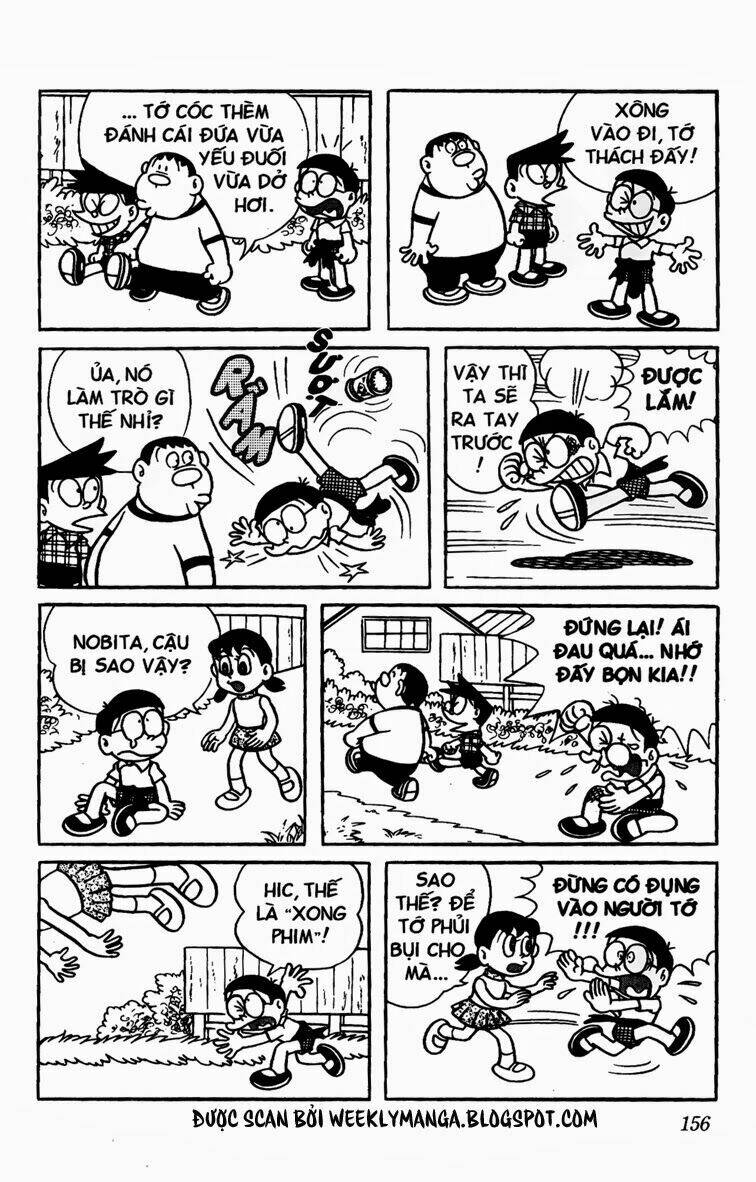 ... TỚ CÓC THÈM
ĐÁNH CÁI ĐỨA VỪA
YẾU ĐUỐI
VỪA DỞ
HƠI.
XÔNG
VÀO ĐI, TỚ
THÁCH ĐẤY!
ỦA, NÓ
LÀM TRÒ GÌ
THẾ NHỈ?
RẦM
SƯỢT
VẬY THÌ
TA SẼ
RA TAY
TRƯỚC
!
ĐƯỢC
LẮM!
NOBITA, CẬU
BỊ SAO VẬY?
ĐỨNG LẠI! ÁI
ĐAU QUÁ... NHỚ
ĐẤY BỌN KIA!!
HIC, THẾ
LÀ "XONG
PHIM"!
SAO
THẾ? ĐỂ
TỚ PHỦI
BỤI CHO
MÀ...
ĐỪNG CÓ ĐỤNG
VÀO NGƯỜI TỚ
!!!
ĐƯỢC SCAN BỞI WEEKLYMANGA.BLOGSPOT.COM
156